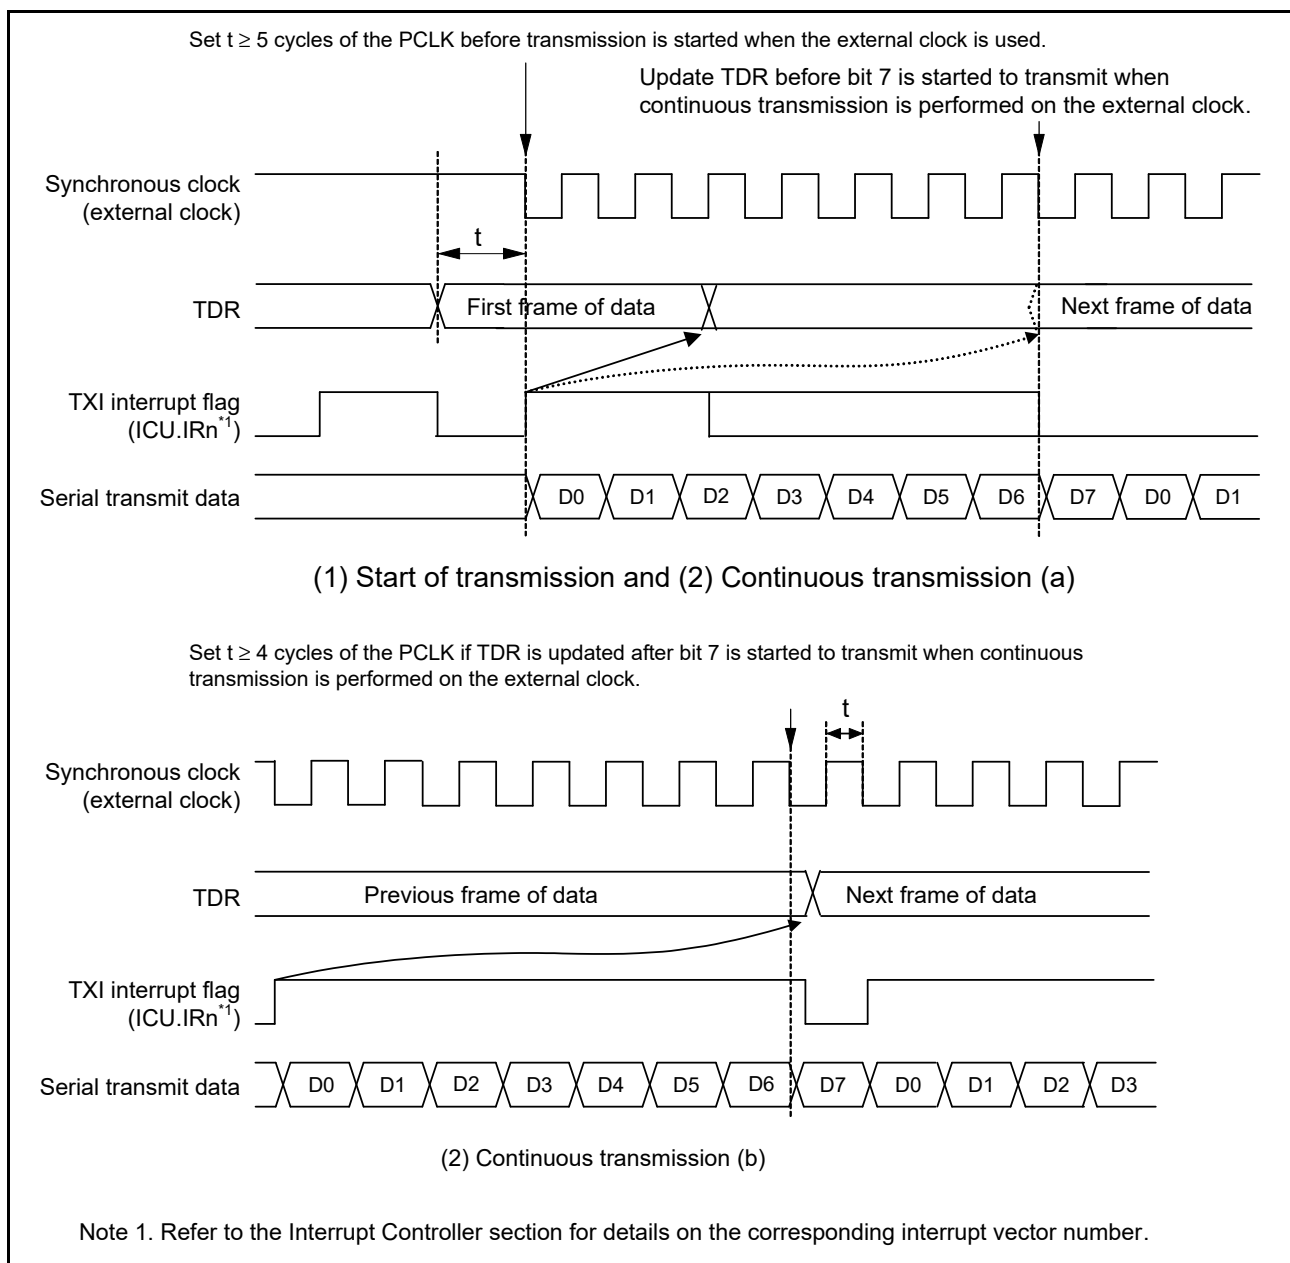 Set t ≥ 5 cycles of the PCLK before transmission is started when the external clock is used.
Update TDR before bit 7 is started to transmit when
continuous transmission is performed on the external clock.
Synchronous clock
(external clock)
t
TDR
First frame of data
Next frame of data
TXI interrupt flag
(ICU.IRn*1)
Serial transmit data
D0 D1 D2 D3 D4 D5 D6 D7 D0 D1
(1) Start of transmission and (2) Continuous transmission (a)
Set t ≥ 4 cycles of the PCLK if TDR is updated after bit 7 is started to transmit when continuous
transmission is performed on the external clock.
t
Synchronous clock
(external clock)
TDR
Previous frame of data
Next frame of data
TXI interrupt flag
(ICU.IRn*1)
Serial transmit data
D0 D1 D2 D3 D4 D5 D6 D7 D0 D1 D2 D3
(2) Continuous transmission (b)
Note 1. Refer to the Interrupt Controller section for details on the corresponding interrupt vector number.